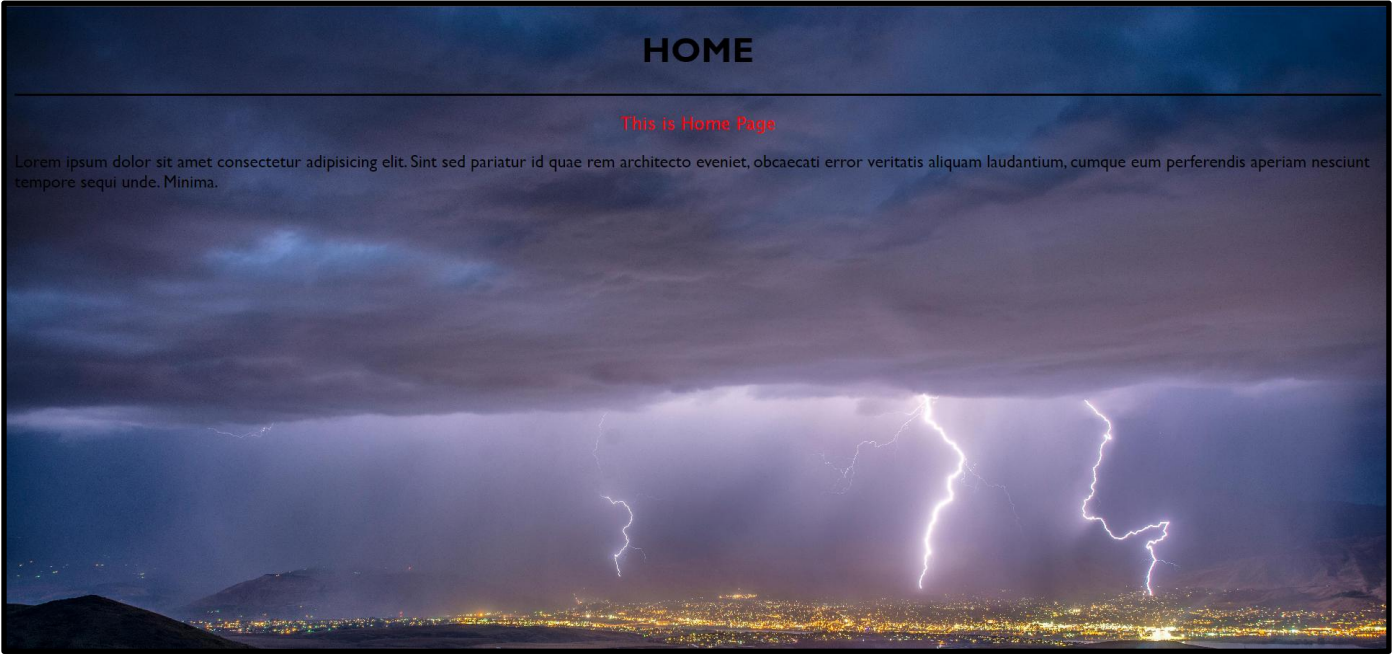 HOME
This is Home Page
Lorem ipsum dolor sit amet consectetur adipisicing elit. Sint sed pariatur id quae rem architecto eveniet, obcaecati error veritatis aliquam laudantium, cumque eum perferendis aperiam nesciunt
tempore sequi unde. Minima.